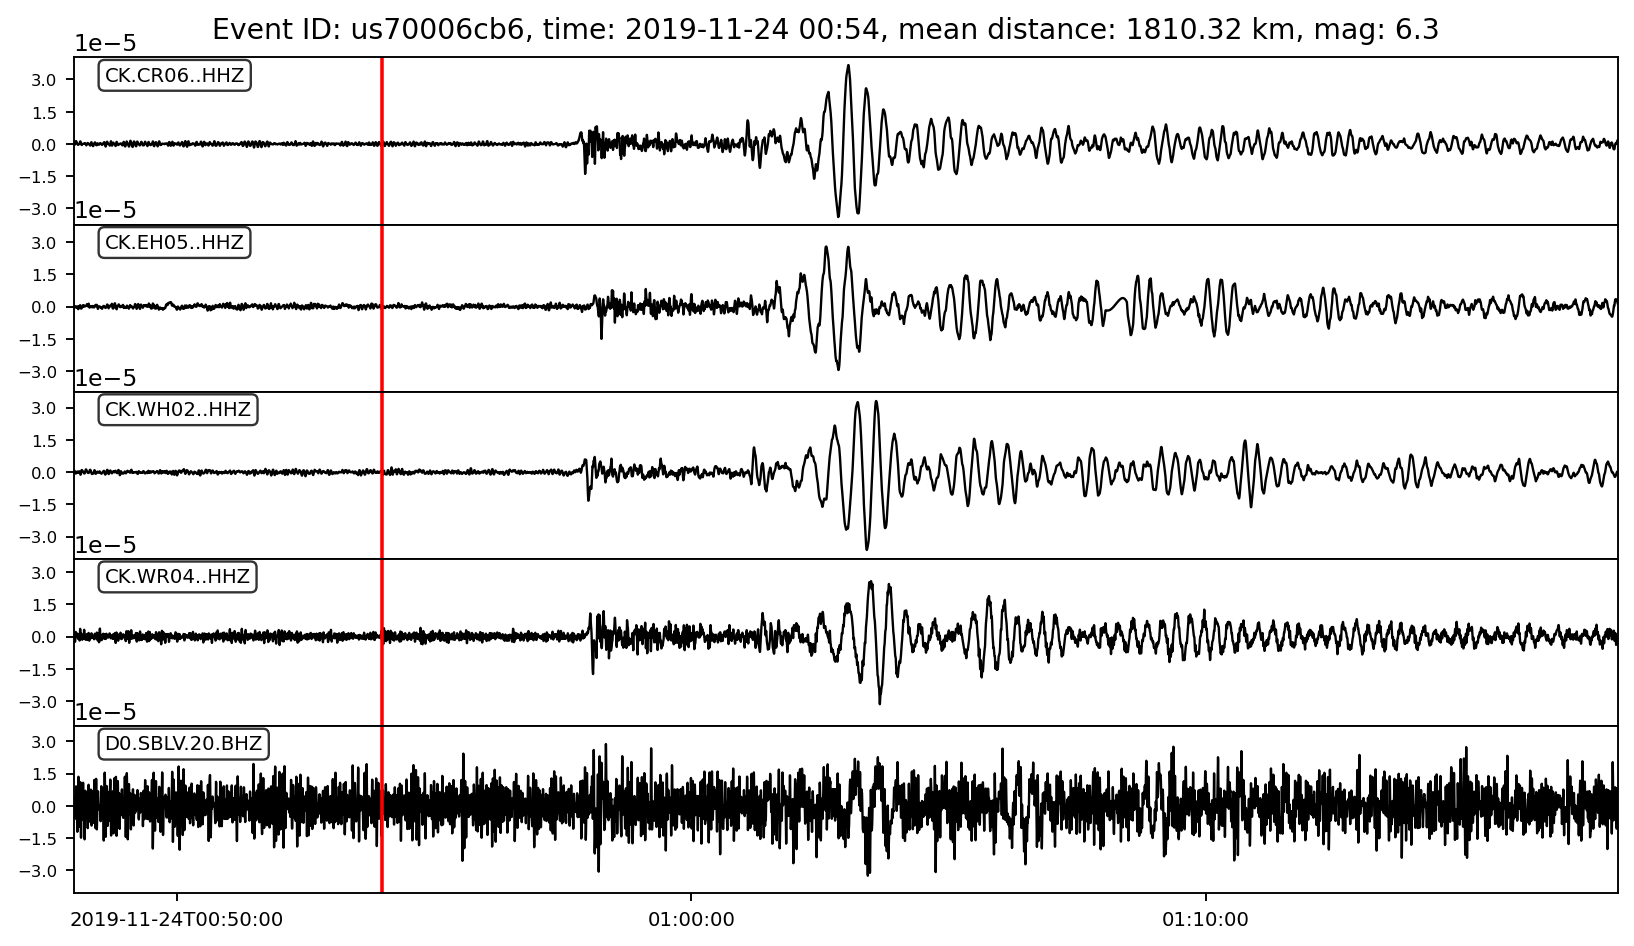 Event ID: us70006cb6, time: 2019-11-24 00:54, mean distance: 1810.32 km, mag: 6.3
1e−5
CK.CR06..HHZ
3.0
1.5
0.0
−1.5
−3.0
1e−5
CK.EH05..HHZ
3.0
1.5
0.0
−1.5
−3.0
1e−5
CK.WH02..HHZ
3.0
1.5
0.0
−1.5
−3.0
1e−5
CK.WR04..HHZ
3.0
1.5
0.0
−1.5
−3.0
1e−5
D0.SBLV.20.BHZ
3.0
1.5
0.0
−1.5
−3.0
2019-11-24T00:50:00 01:00:00 01:10:00